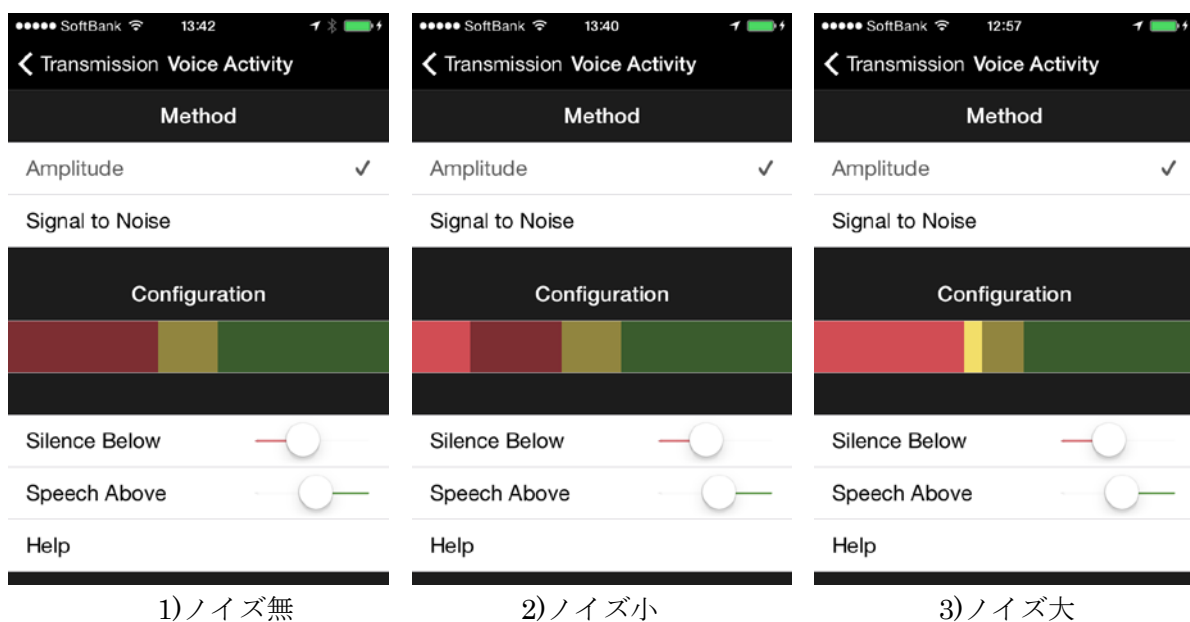 SoftBank 13:42
Transmission Voice Activity
Method
Amplitude
Signal to Noise
Configuration
Silence Below
Speech Above
Help
1)ノイズ無
SoftBank 13:40
Transmission Voice Activity
Method
Amplitude
Signal to Noise
Configuration
Silence Below
Speech Above
Help
2)ノイズ小
SoftBank 12:57
Transmission Voice Activity
Method
Amplitude
Signal to Noise
Configuration
Silence Below
Speech Above
Help
3)ノイズ大